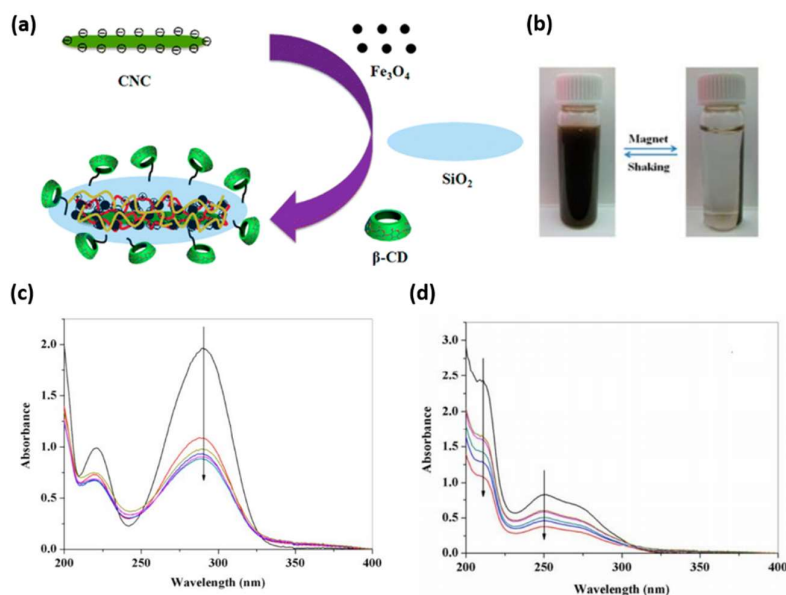 (a)
CNC
Fe₃O₄
SiO₂
β-CD
(b)
Magnet
Shaking
(c)
2.0
1.5
1.0
0.5
0.0
200
250
300
350
400
Absorbance
Wavelength (nm)
(d)
3.0
2.5
2.0
1.5
1.0
0.5
0.0
200
250
300
350
400
Absorbance
Wavelength (nm)